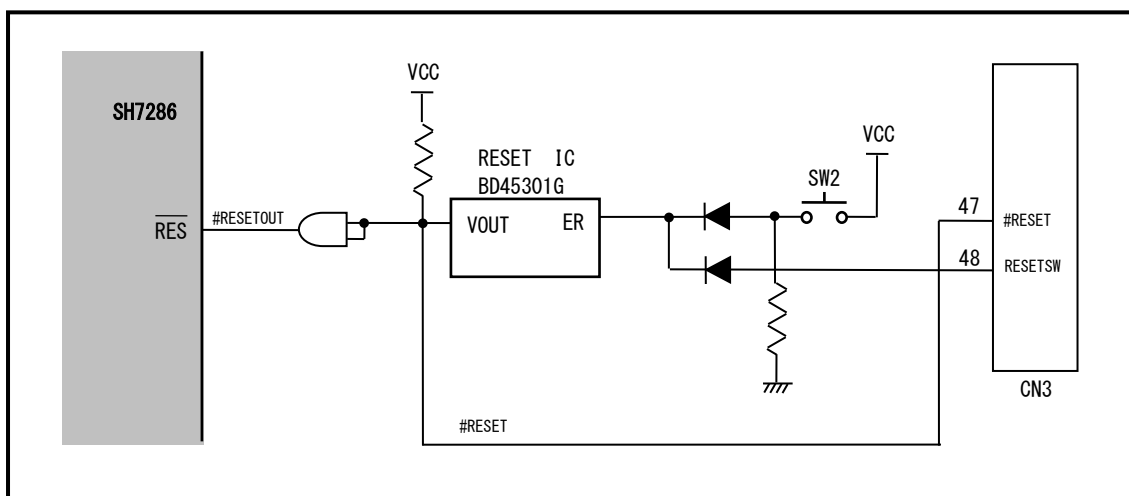 SH7286
VCC
RESET IC
BD45301G
VCC
SW2
RES
#RESETOUT
VOUT
ER
47
#RESET
48
RESETSW
CN3
#RESET